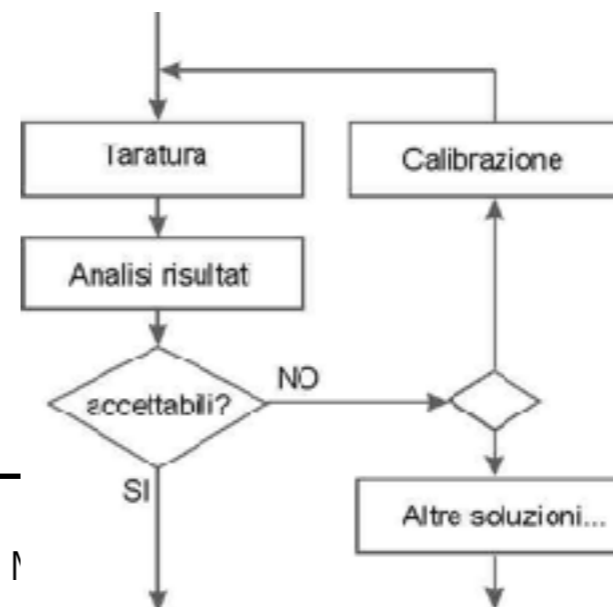 Taratura
Calibrazione
Analisi risultat
accettabili?
NO
SI
Altre soluzioni...